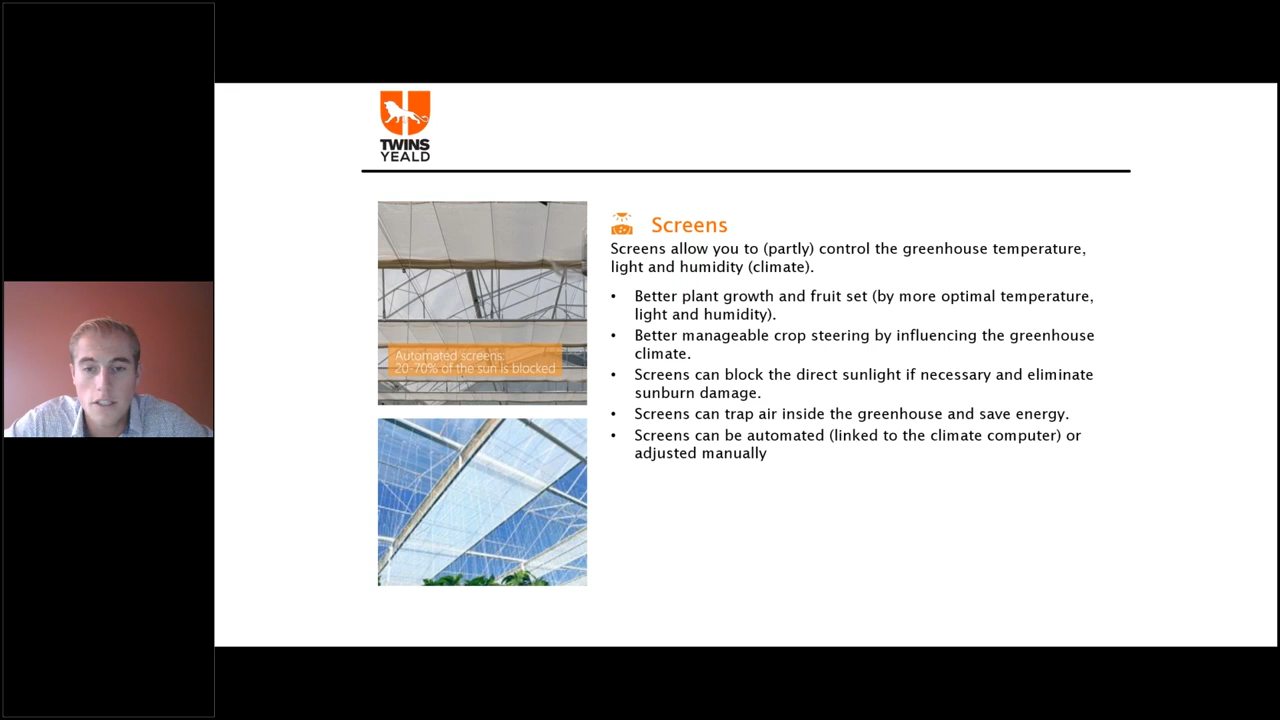 TWINS
YEALD
Automated screens:
20-70% of the sun is blocked
Screens
Screens allow you to (partly) control the greenhouse temperature,
light and humidity (climate).
• Better plant growth and fruit set (by more optimal temperature,
light and humidity).
• Better manageable crop steering by influencing the greenhouse
climate.
• Screens can block the direct sunlight if necessary and eliminate
sunburn damage.
• Screens can trap air inside the greenhouse and save energy.
• Screens can be automated (linked to the climate computer) or
adjusted manually